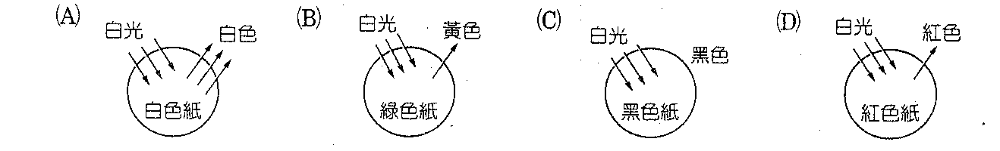 (A) 白光 白色 白色紙
(B) 白光 黃色 綠色紙
(C) 白光 黑色 黑色紙
(D) 白光 紅色 紅色紙